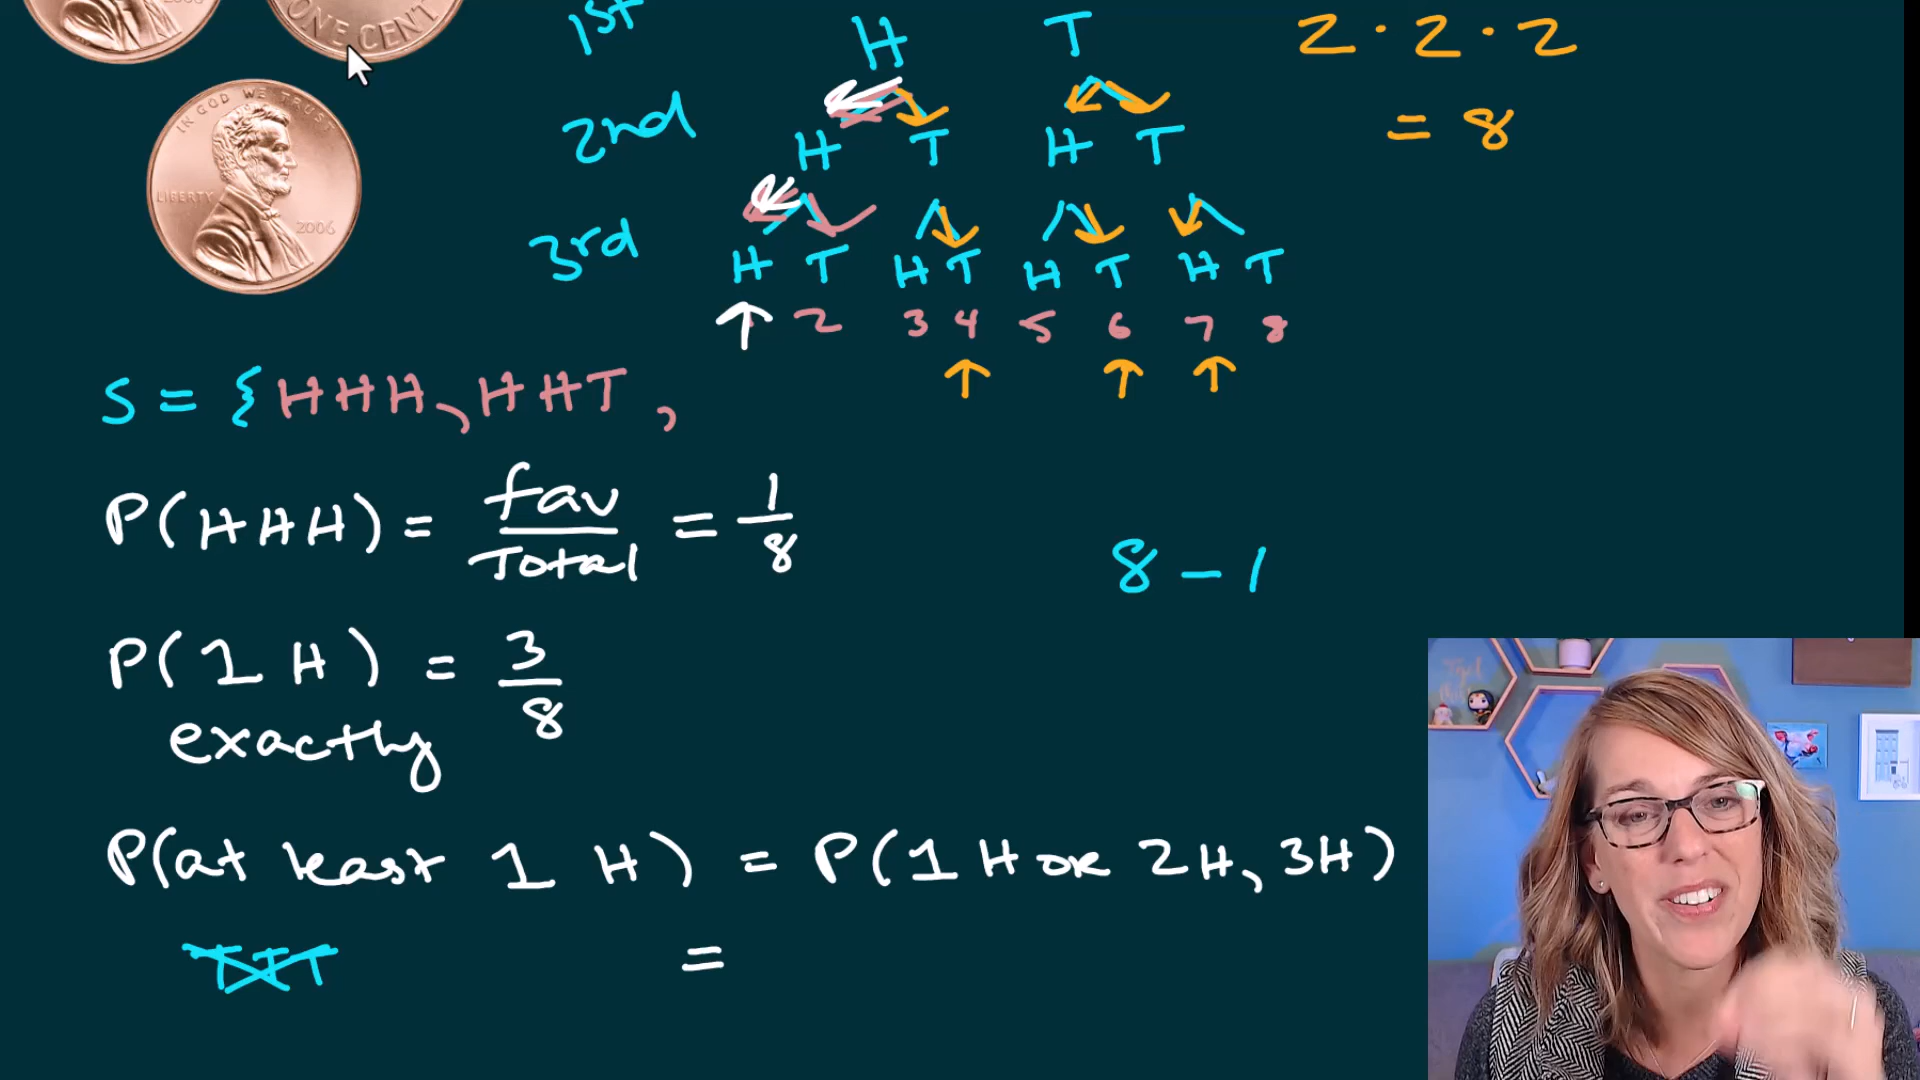 ONE CENT
IN GOD WE TRUST
LIBERTY
2006
1st H T
2nd H T H T
3rd H T H T H T H T
2 3 4 5 6 7 8
2 · 2 · 2
= 8
S = {HHH, HHT,
P(HHH) = fav/Total = 1/8
8 - 1
P(1 H) = 3/8
exactly
P(at least 1 H) = P(1 H or 2H, 3H)
TTT =